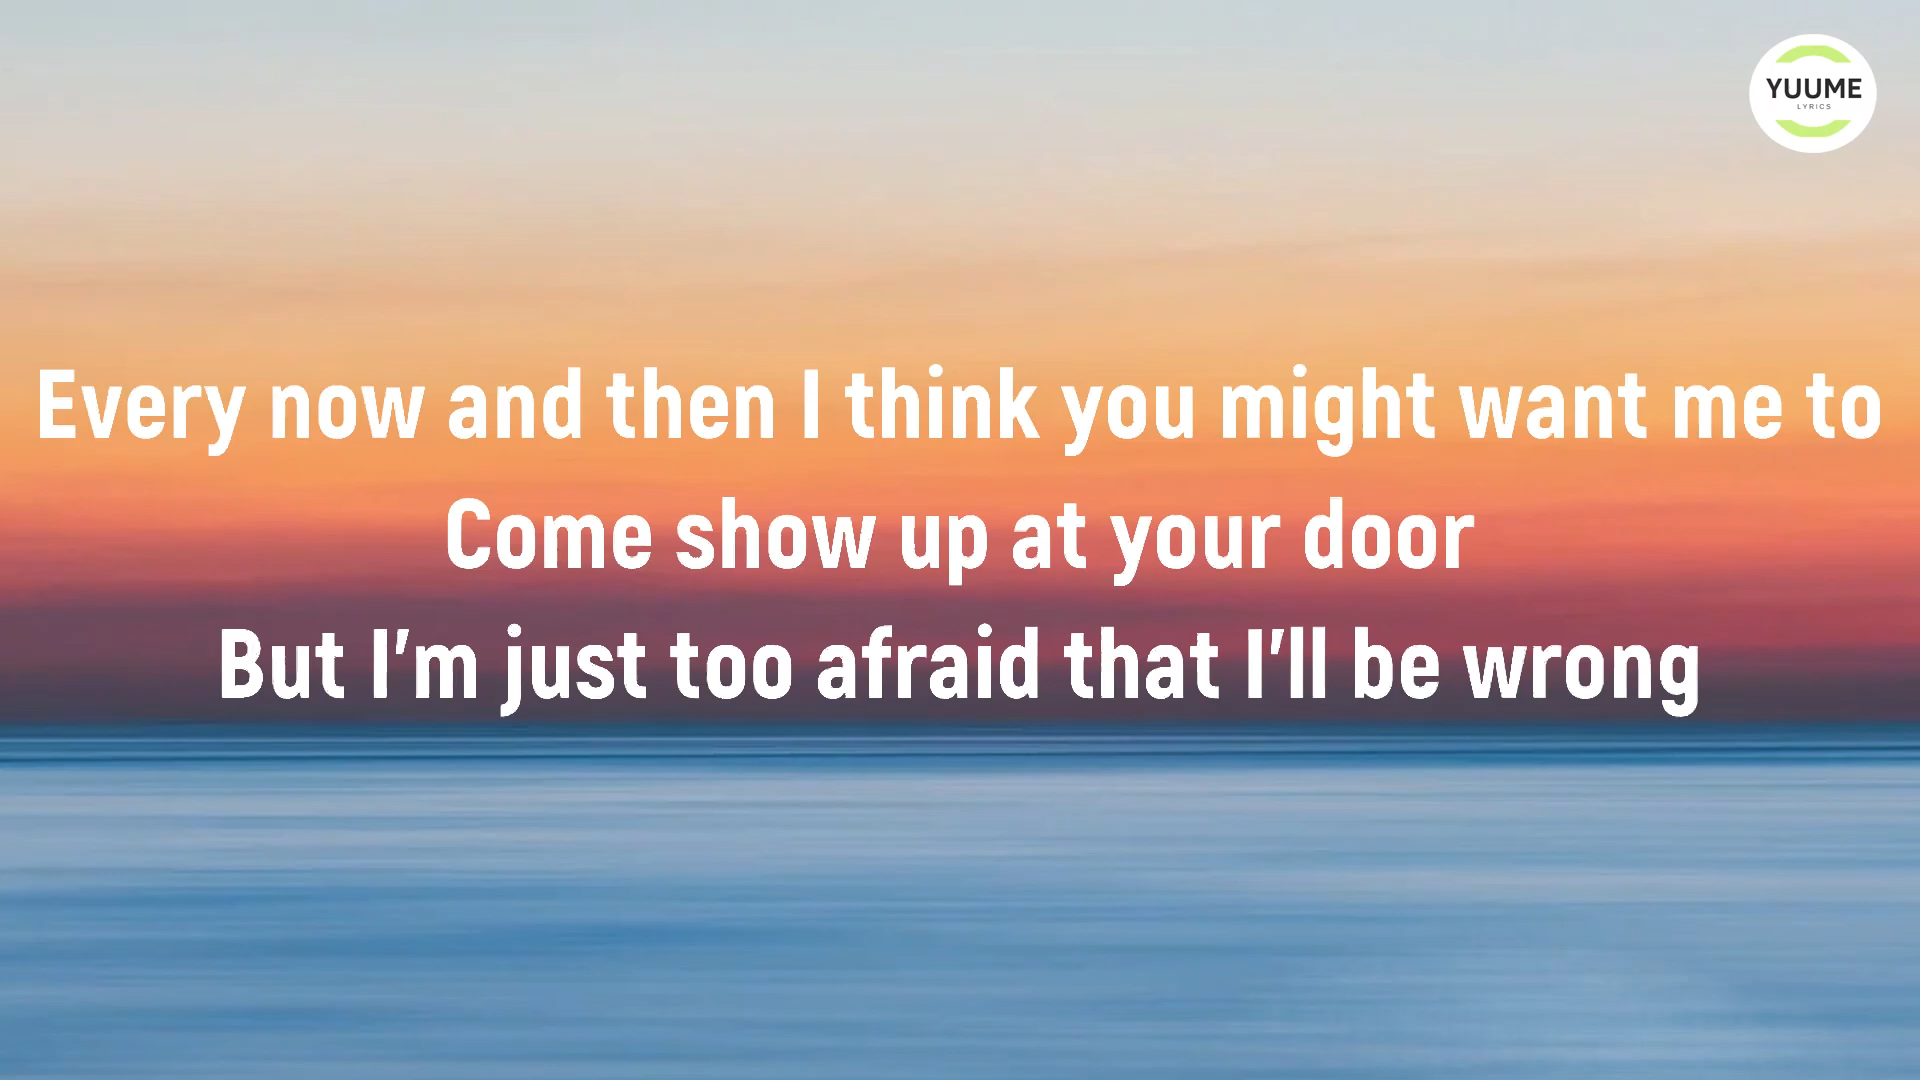 YUUME
LYRICS
Every now and then I think you might want me to
Come show up at your door
But I'm just too afraid that I'll be wrong